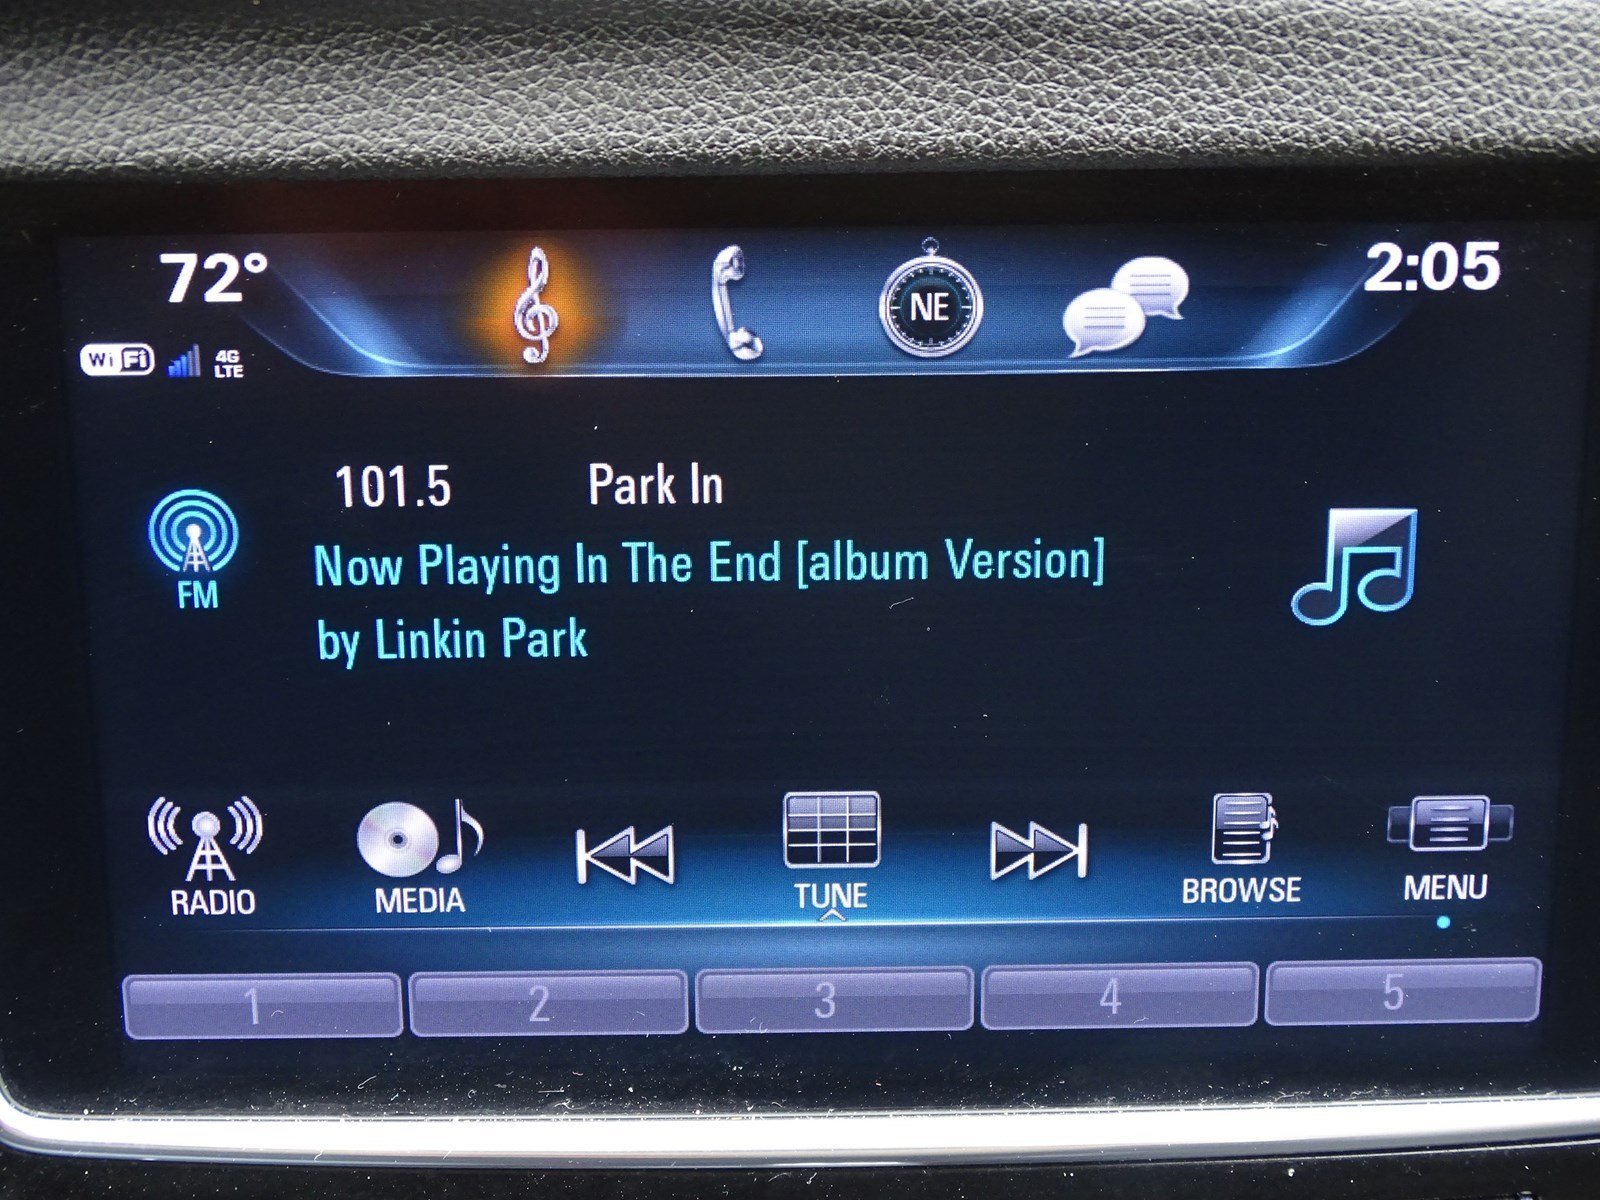 72° 2:05
NE
WiFi 4G LTE
101.5 Park In
FM
Now Playing In The End [album Version]
by Linkin Park
RADIO MEDIA TUNE BROWSE MENU
1 2 3 4 5